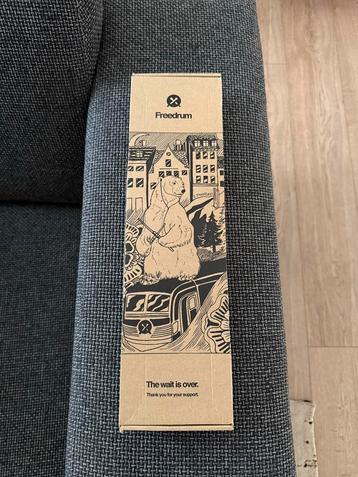 Freedrum
The wait is over.
Thank you for your support.